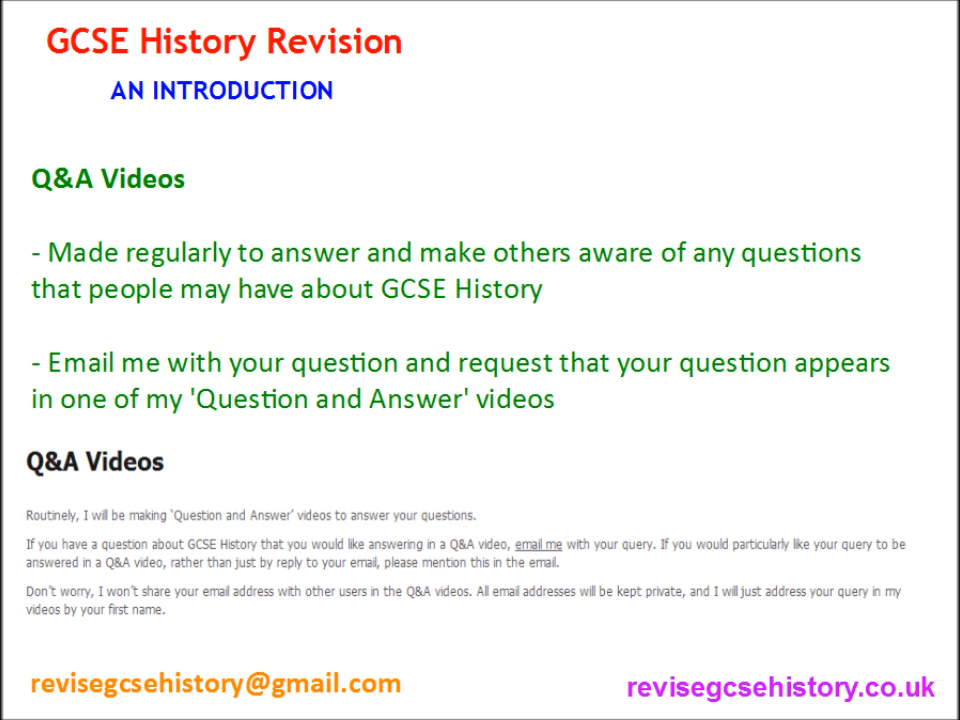 GCSE History Revision
AN INTRODUCTION
Q&A Videos
- Made regularly to answer and make others aware of any questions
that people may have about GCSE History
- Email me with your question and request that your question appears
in one of my 'Question and Answer' videos
Q&A Videos
Routinely, I will be making 'Question and Answer' videos to answer your questions.
If you have a question about GCSE History that you would like answering in a Q&A video, email me with your query. If you would particularly like your query to be
answered in a Q&A video, rather than just by reply to your email, please mention this in the email.
Don't worry, I won't share your email address with other users in the Q&A videos. All email addresses will be kept private, and I will just address your query in my
videos by your first name.
revisegcsehistory@gmail.com
revisegcsehistory.co.uk